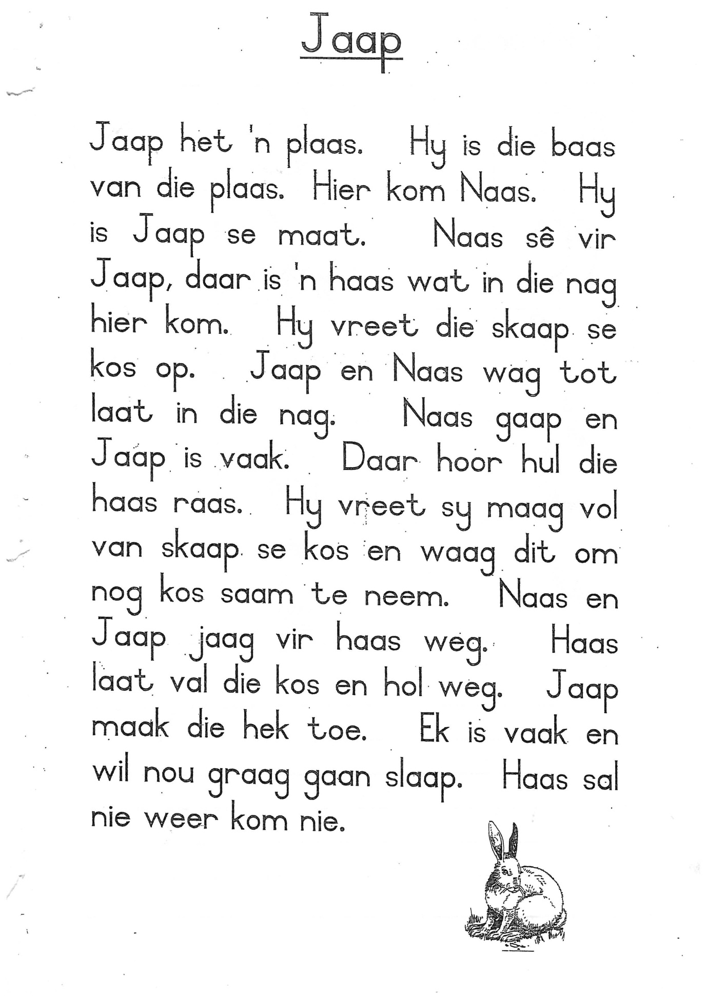 Jaap
Jaap het 'n plaas. Hy is die baas
van die plaas. Hier kom Naas. Hy
is Jaap se maat. Naas sê vir
Jaap, daar is 'n haas wat in die nag
hier kom. Hy vreet die skaap se
kos op. Jaap en Naas wag tot
laat in die nag. Naas gaap en
Jaap is vaak. Daar hoor hul die
haas raas. Hy vreet sy maag vol
van skaap se kos en waag dit om
nog kos saam te neem. Naas en
Jaap jaag vir haas weg. Haas
laat val die kos en hol weg. Jaap
maak die hek toe. Ek is vaak en
wil nou graag gaan slaap. Haas sal
nie weer kom nie.